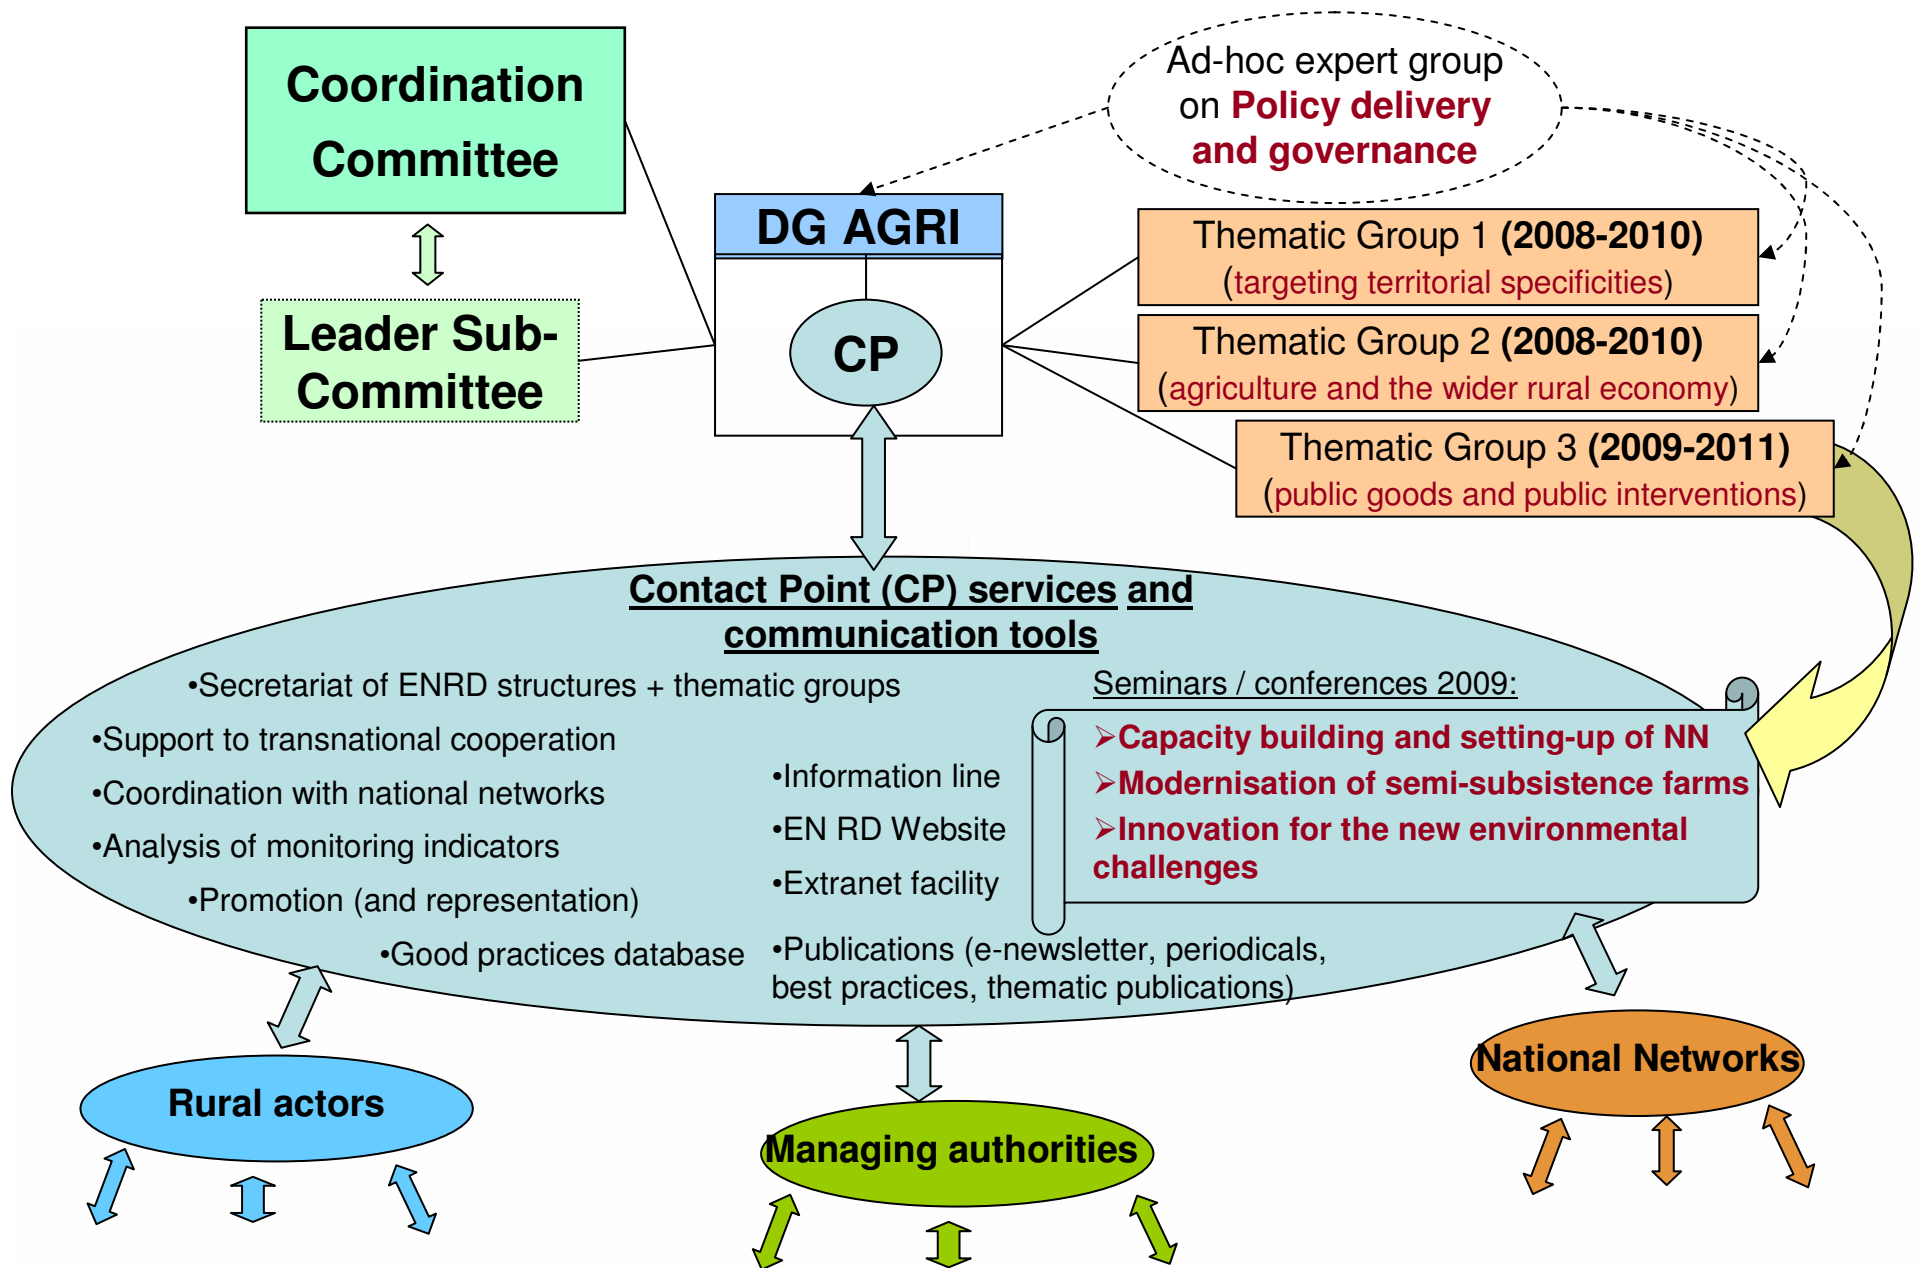 Coordination
Committee
Ad-hoc expert group
on Policy delivery
and governance
DG AGRI
CP
Leader Sub-
Committee
Thematic Group 1 (2008-2010)
(targeting territorial specificities)
Thematic Group 2 (2008-2010)
(agriculture and the wider rural economy)
Thematic Group 3 (2009-2011)
(public goods and public interventions)
Contact Point (CP) services and
communication tools
•Secretariat of ENRD structures + thematic groups
•Support to transnational cooperation
•Coordination with national networks
•Analysis of monitoring indicators
•Promotion (and representation)
•Good practices database
•Information line
•EN RD Website
•Extranet facility
•Publications (e-newsletter, periodicals,
best practices, thematic publications)
Seminars / conferences 2009:
➢Capacity building and setting-up of NN
➢Modernisation of semi-subsistence farms
➢Innovation for the new environmental
challenges
Rural actors
Managing authorities
National Networks